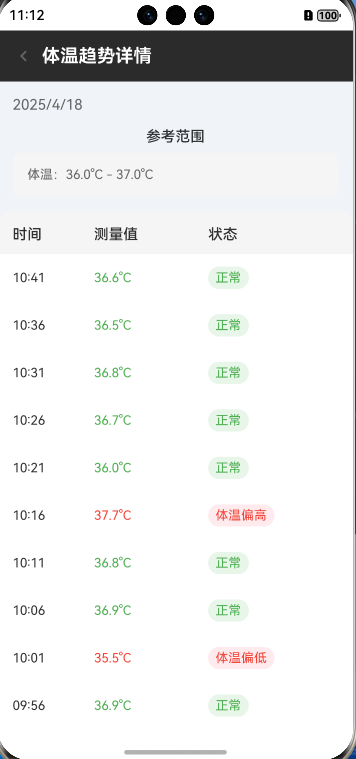 11:12
100
体温趋势详情
2025/4/18
参考范围
体温：36.0℃ - 37.0℃
时间 测量值 状态
10:41 36.6℃ 正常
10:36 36.5℃ 正常
10:31 36.8℃ 正常
10:26 36.7℃ 正常
10:21 36.0℃ 正常
10:16 37.7℃ 体温偏高
10:11 36.8℃ 正常
10:06 36.9℃ 正常
10:01 35.5℃ 体温偏低
09:56 36.9℃ 正常